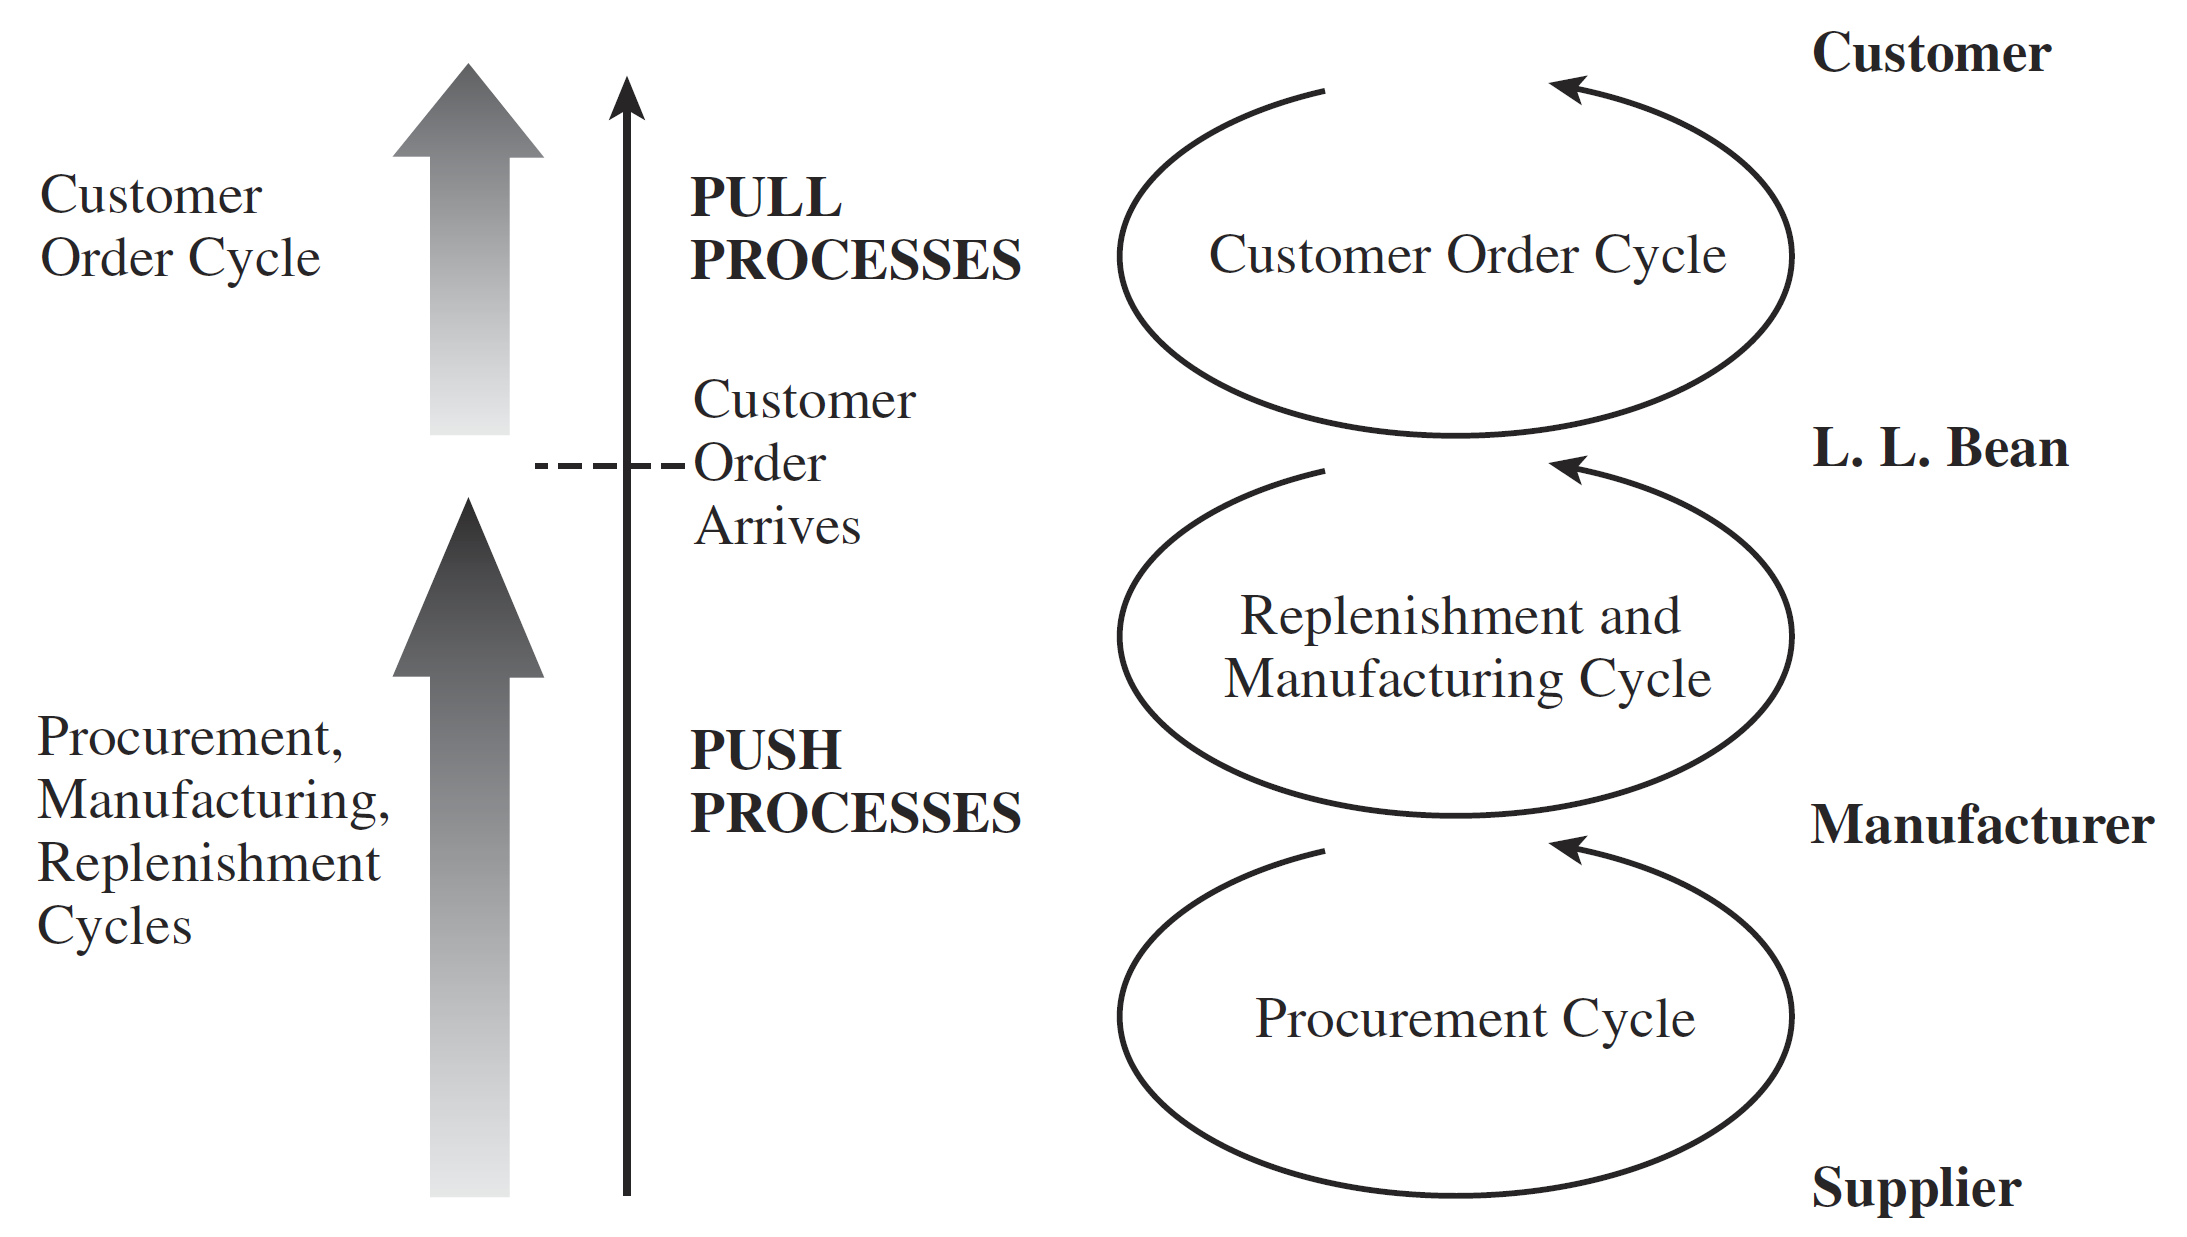 Customer
Order Cycle
Procurement,
Manufacturing,
Replenishment
Cycles
PULL
PROCESSES
Customer
Order
Arrives
PUSH
PROCESSES
Customer Order Cycle
Replenishment and
Manufacturing Cycle
Procurement Cycle
Customer
L. L. Bean
Manufacturer
Supplier